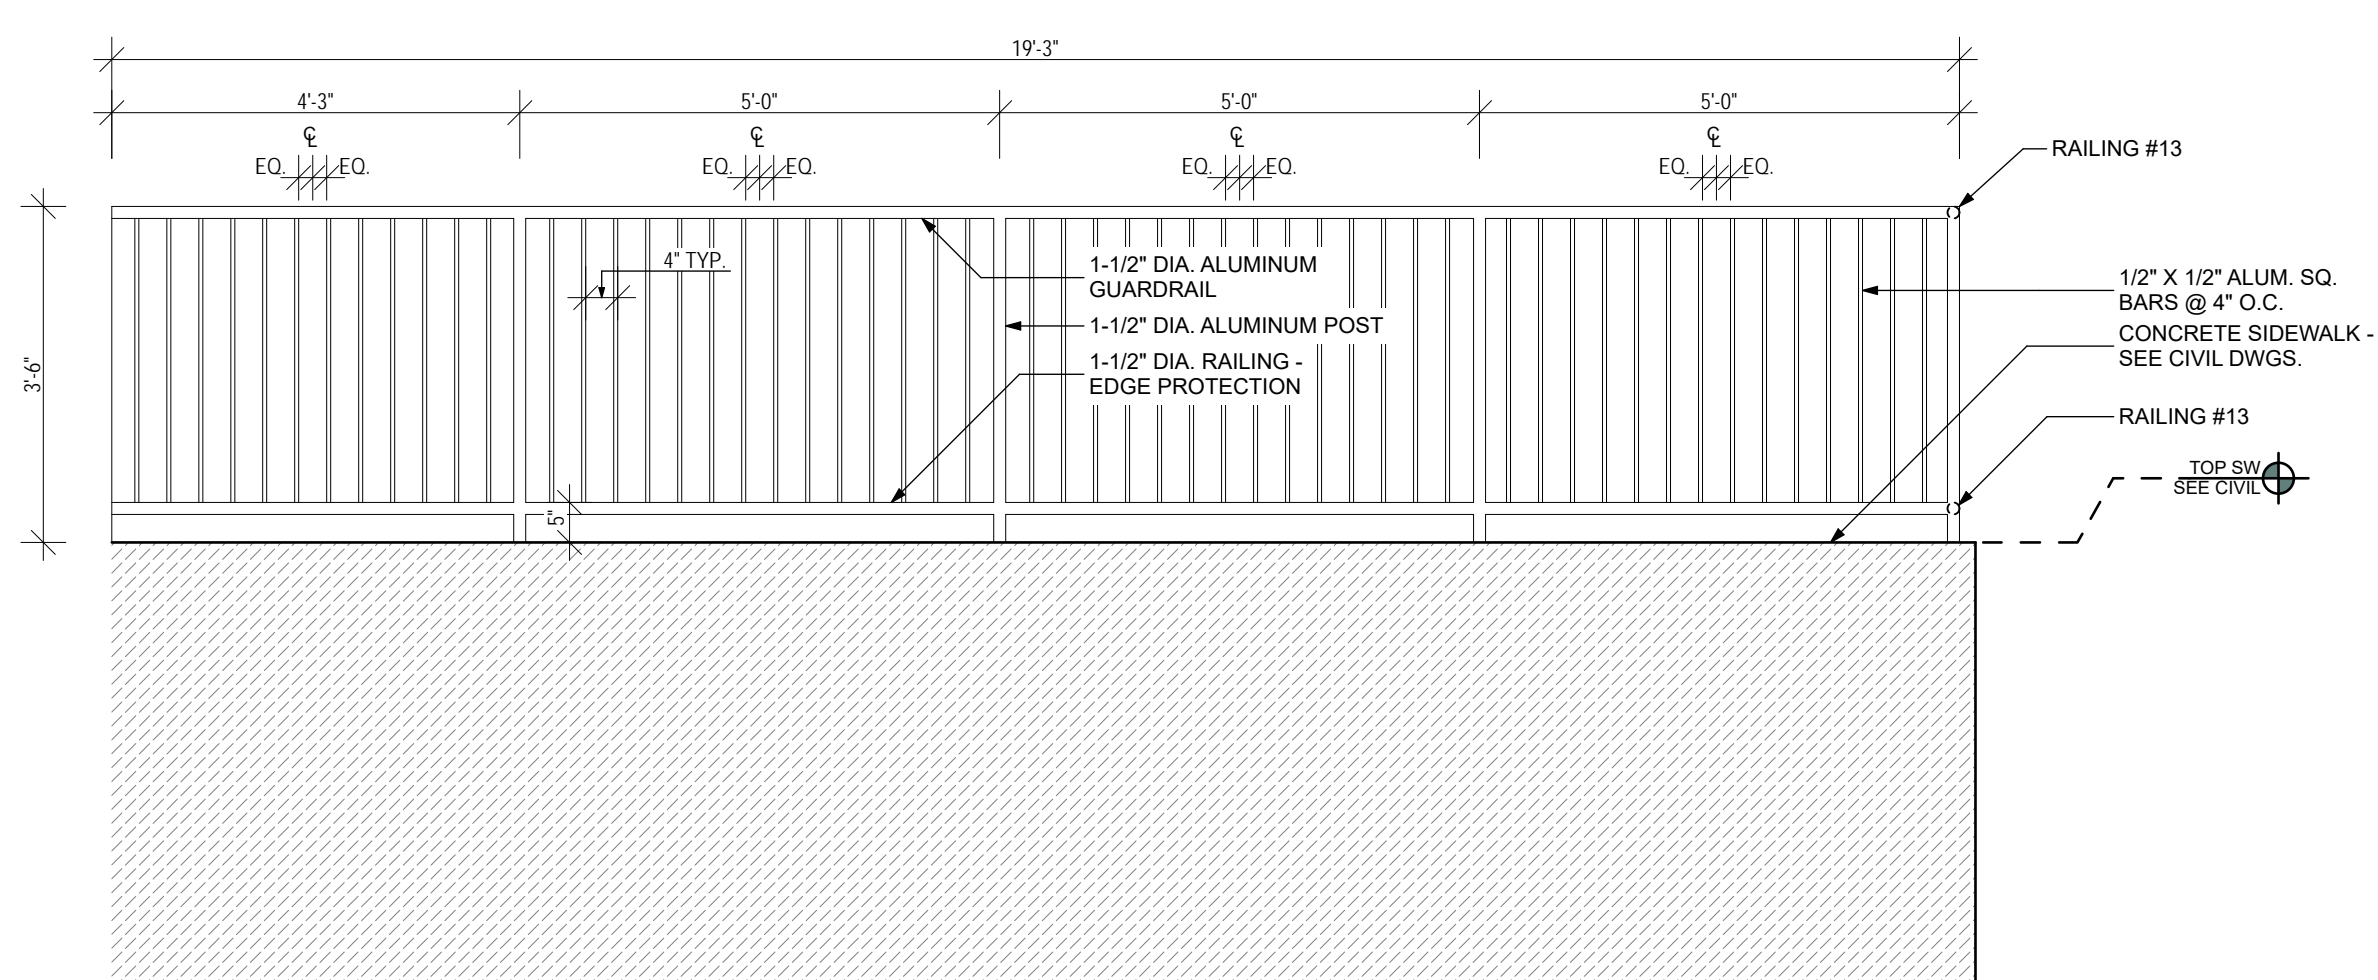 19'-3"
4'-3"
5'-0"
5'-0"
5'-0"
℄
℄
℄
℄
EQ. EQ.
EQ. EQ.
EQ. EQ.
EQ. EQ.
RAILING #13
4" TYP.
1-1/2" DIA. ALUMINUM
GUARDRAIL
1-1/2" DIA. ALUMINUM POST
1-1/2" DIA. RAILING -
EDGE PROTECTION
1/2" X 1/2" ALUM. SQ.
BARS @ 4" O.C.
CONCRETE SIDEWALK -
SEE CIVIL DWGS.
3'-6"
RAILING #13
TOP SW
SEE CIVIL
5"